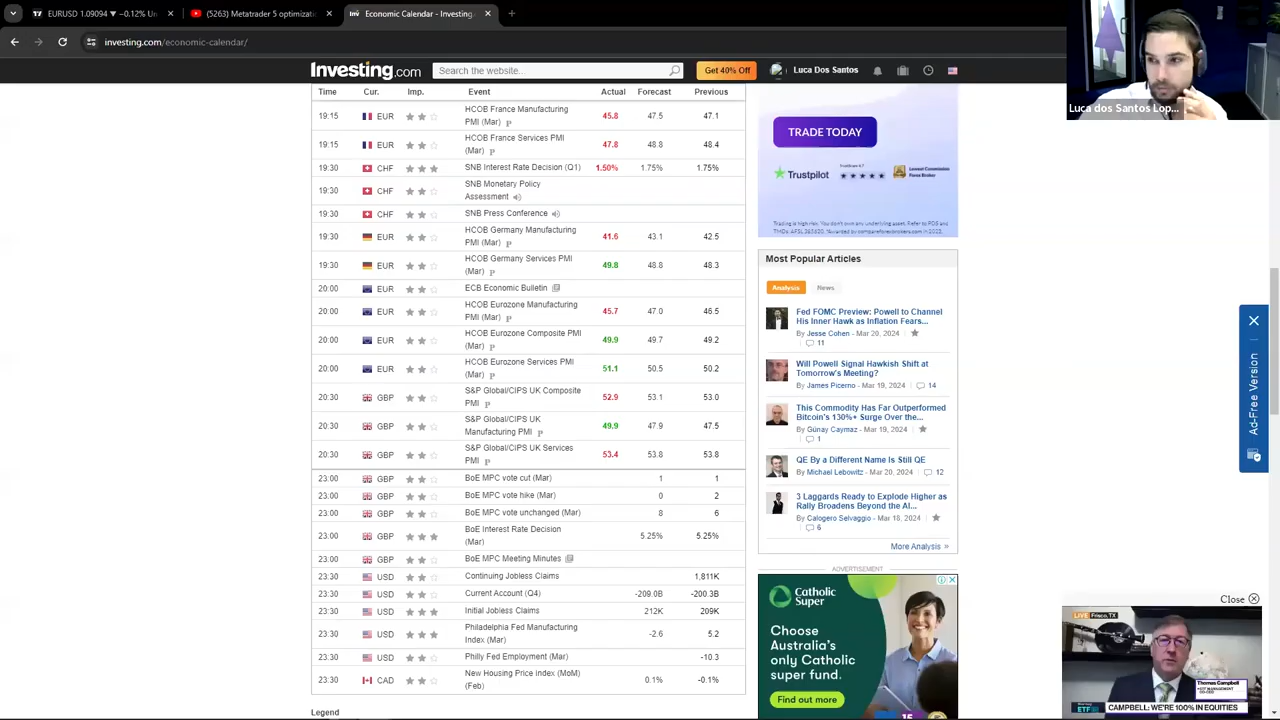 EURUSD 1.09094 ▼ −0.12% Un
(5263) Metatrader 5 optimizatio
Economic Calendar - Investing.c
investing.com/economic-calendar/
Investing.com
Search the website...
Get 40% Off
Luca Dos Santos
Luca dos Santos Lop...
Time Cur. Imp. Event Actual Forecast Previous
19:15 EUR HCOB France Manufacturing PMI (Mar) 45.8 47.5 47.1
19:15 EUR HCOB France Services PMI (Mar) 47.8 48.8 48.4
19:30 CHF SNB Interest Rate Decision (Q1) 1.50% 1.75% 1.75%
19:30 CHF SNB Monetary Policy Assessment
19:30 CHF SNB Press Conference
19:30 EUR HCOB Germany Manufacturing PMI (Mar) 41.6 42.5
19:30 EUR HCOB Germany Services PMI (Mar) 49.8 48.8 48.3
20:00 EUR ECB Economic Bulletin
20:00 EUR HCOB Eurozone Manufacturing PMI (Mar) 45.7 47.0 46.5
20:00 EUR HCOB Eurozone Composite PMI (Mar) 49.9 49.7 49.2
20:00 EUR HCOB Eurozone Services PMI (Mar) 51.1 50.5 50.2
20:30 GBP S&P Global/CIPS UK Composite PMI 52.9 53.1 53.0
20:30 GBP S&P Global/CIPS UK Manufacturing PMI 49.9 47.9 47.5
20:30 GBP S&P Global/CIPS UK Services PMI 53.4 53.8 53.8
23:00 GBP BoE MPC vote cut (Mar) 1 1
23:00 GBP BoE MPC vote hike (Mar) 0 2
23:00 GBP BoE MPC vote unchanged (Mar) 8 6
23:00 GBP BoE Interest Rate Decision (Mar) 5.25% 5.25%
23:00 GBP BoE MPC Meeting Minutes
23:30 USD Continuing Jobless Claims 1,811K
23:30 USD Current Account (Q4) -200.3B
23:30 USD Initial Jobless Claims 212K 209K
23:30 USD Philadelphia Fed Manufacturing Index (Mar) -2.6 5.2
23:30 USD Philly Fed Employment (Mar) -10.3
23:30 CAD New Housing Price Index (MoM) (Feb) 0.1% -0.1%
Legend
TRADE TODAY
Trustpilot
Most Popular Articles
Analysis News
Fed FOMC Preview: Powell to Channel
His Inner Hawk as Inflation Fears...
By Jesse Cohen - Mar 20, 2024
11
Will Powell Signal Hawkish Shift at
Tomorrow's Meeting?
By James Picerno - Mar 19, 2024 14
This Commodity Has Far Outperformed
Bitcoin's 130%+ Surge Over the...
By Günay Caymaz - Mar 19, 2024
1
QE By a Different Name Is Still QE
By Michael Lebowitz - Mar 20, 2024 12
3 Laggards Ready to Explode Higher as
Rally Broadens Beyond the AI...
By Calogero Selvaggio - Mar 18, 2024
6
More Analysis »
ADVERTISEMENT
Catholic
Super
Choose
Australia's
only Catholic
super fund.
Find out more
Ad-Free Version
Close
LIVE Frisco, TX
Thomas Campbell
CAMPBELL: WE'RE 100% IN EQUITIES
ETF